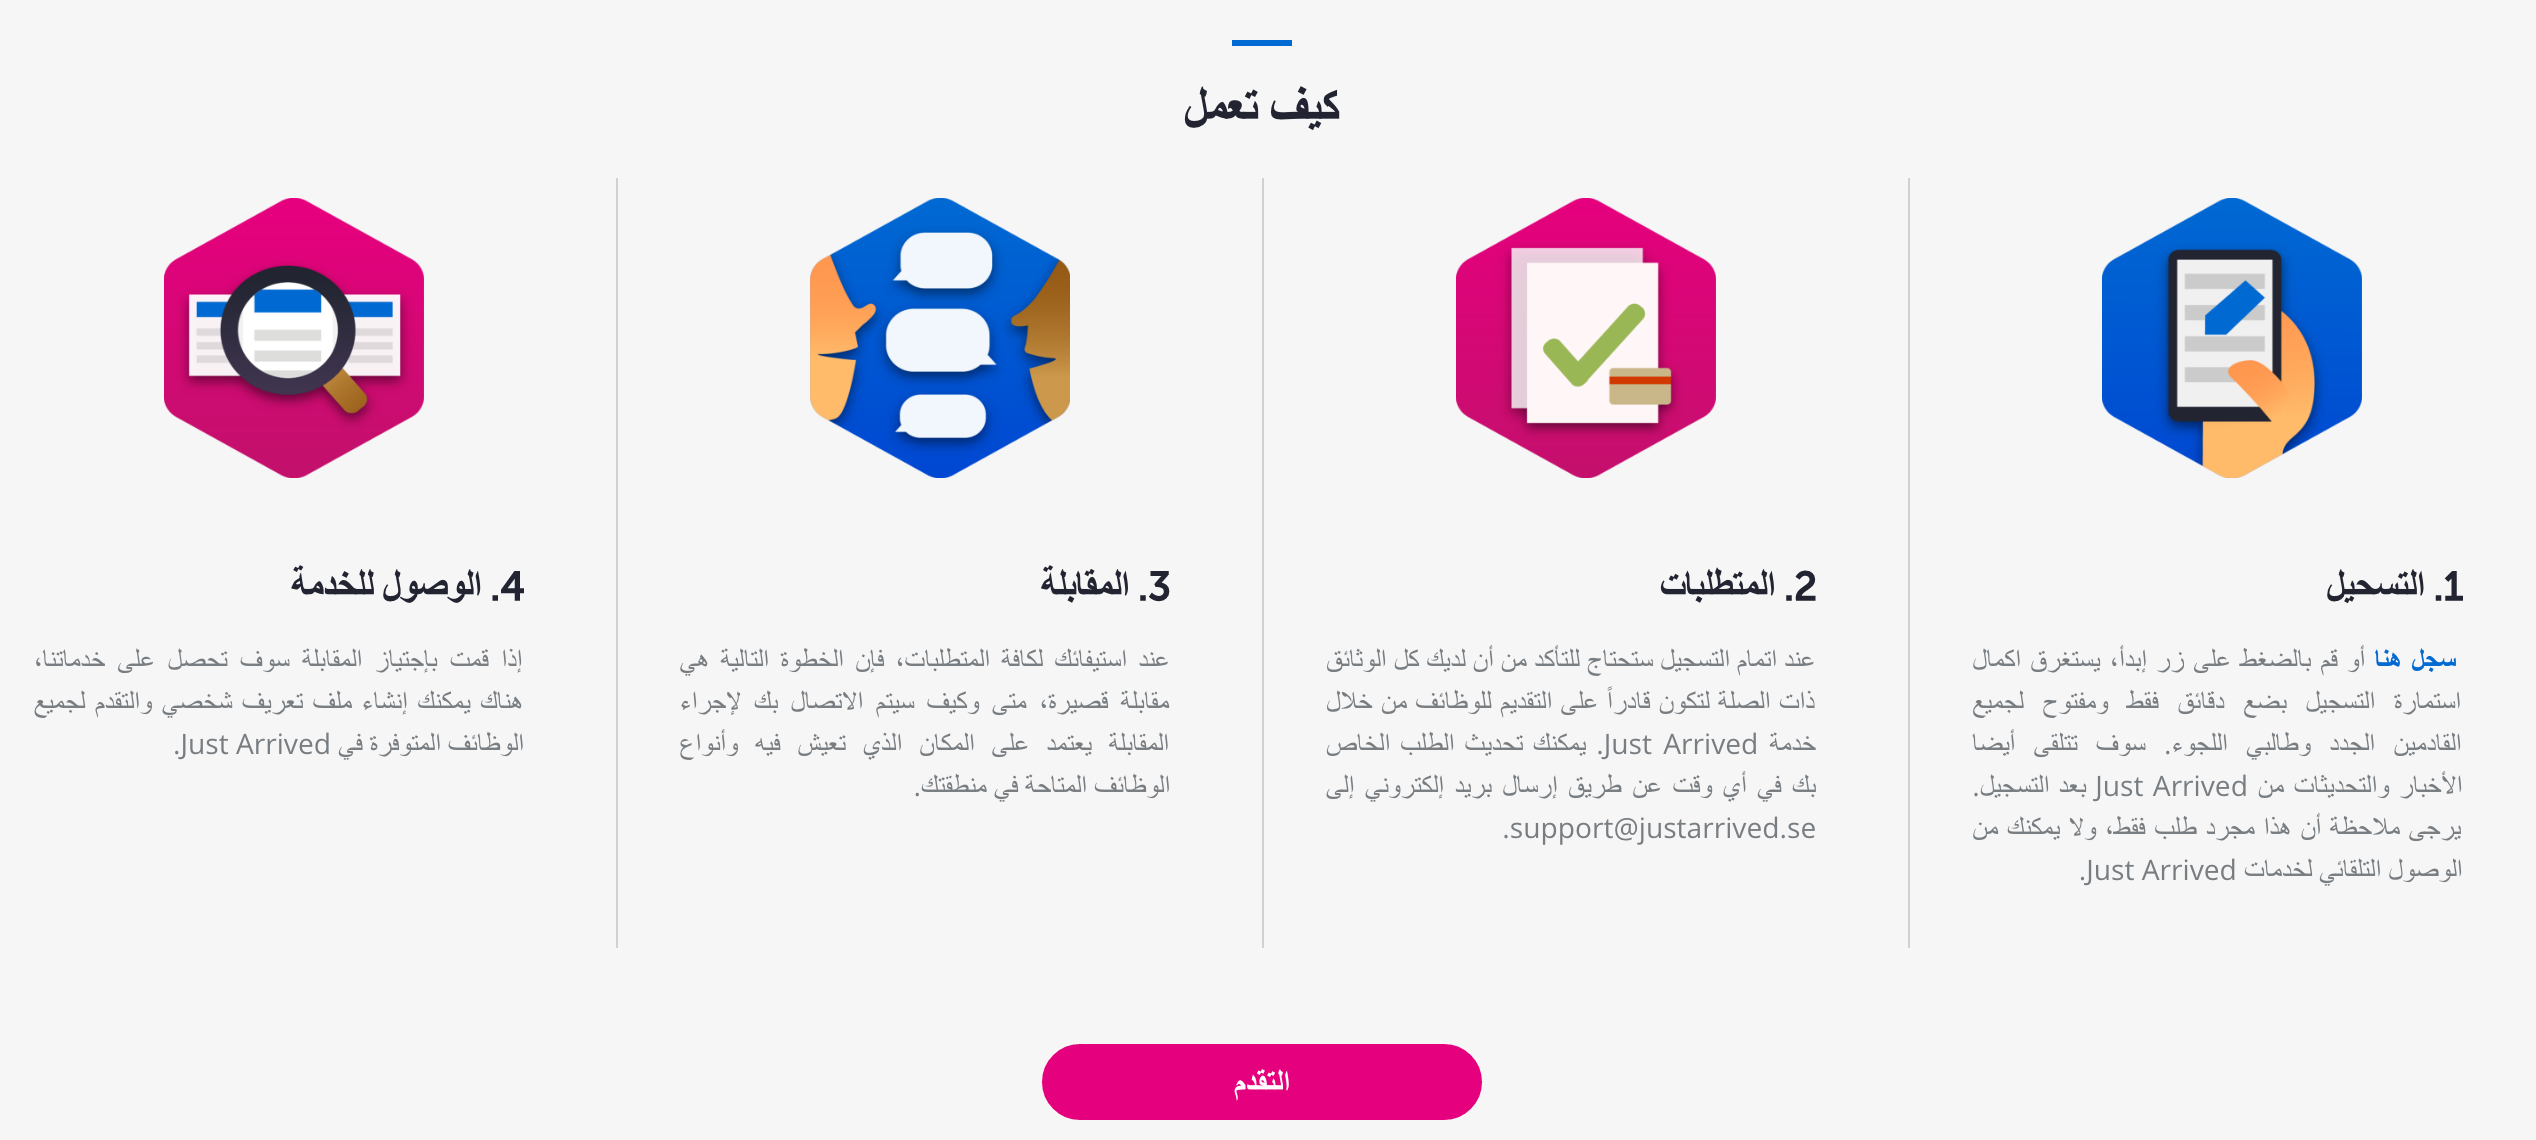 كيف تعمل
1. التسحيل
سجل هنا أو قم بالضغط على زر إبدأ، يستغرق اكمال
استمارة التسجيل بضع دقائق فقط ومفتوح لجميع
القادمين الجدد وطالبي اللجوء. سوف تتلقى أيضا
الأخبار والتحديثات من Just Arrived بعد التسجيل.
يرجى ملاحظة أن هذا مجرد طلب فقط، ولا يمكنك من
الوصول التلقائي لخدمات Just Arrived.
2. المتطلبات
عند اتمام التسجيل ستحتاج للتأكد من أن لديك كل الوثائق
ذات الصلة لتكون قادراً على التقديم للوظائف من خلال
خدمة Just Arrived. يمكنك تحديث الطلب الخاص
بك في أي وقت عن طريق إرسال بريد إلكتروني إلى
support@justarrived.se.
3. المقابلة
عند استيفائك لكافة المتطلبات، فإن الخطوة التالية هي
مقابلة قصيرة، متى وكيف سيتم الاتصال بك لإجراء
المقابلة يعتمد على المكان الذي تعيش فيه وأنواع
الوظائف المتاحة في منطقتك.
4. الوصول للخدمة
إذا قمت بإجتياز المقابلة سوف تحصل على خدماتنا،
هناك يمكنك إنشاء ملف تعريف شخصي والتقدم لجميع
الوظائف المتوفرة في Just Arrived.
التقدم